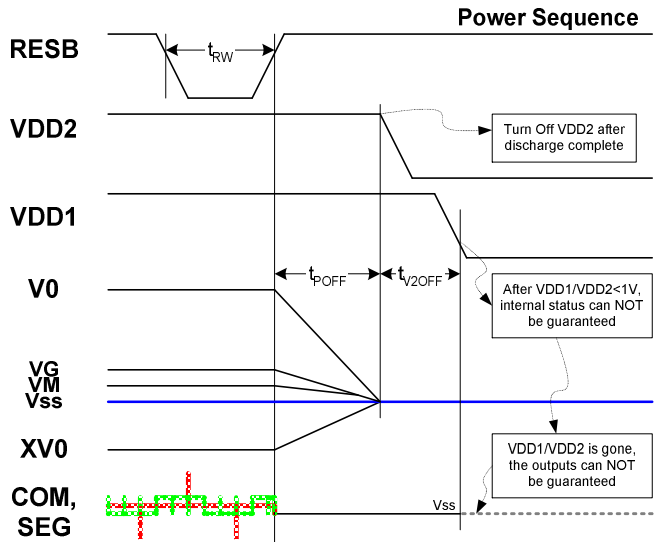 Power Sequence
RESB
tRW
VDD2
Turn Off VDD2 after
discharge complete
VDD1
tPOFF
tV2OFF
V0
After VDD1/VDD2<1V,
internal status can NOT
be guaranteed
VG
VM
Vss
XV0
VDD1/VDD2 is gone,
the outputs can NOT
be guaranteed
COM,
SEG
Vss